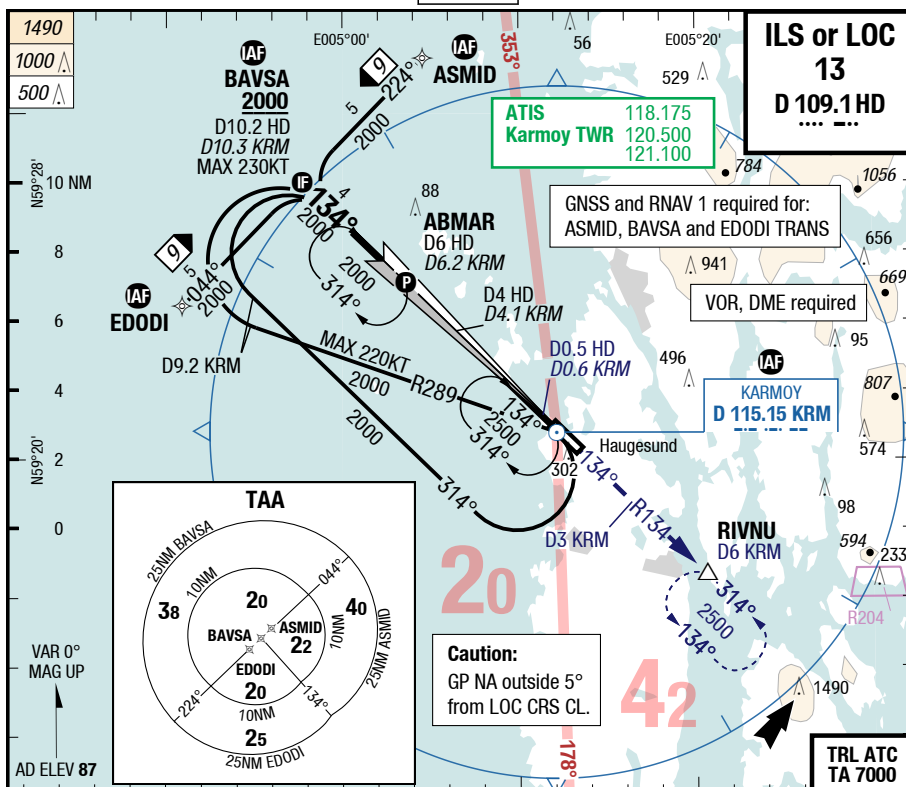 1490
1000
500
IAF
BAVSA
2000
D10.2 HD
D10.3 KRM
MAX 230KT
E005°00'
9
224°
IAF
ASMID
5
2000
56
353°
E005°20'
529
ILS or LOC
13
D 109.1 HD
ATIS 118.175
Karmoy TWR 120.500
121.100
784
1056
N59°28'
10 NM
IF
134°
4
2000
88
ABMAR
D6 HD
D6.2 KRM
GNSS and RNAV 1 required for:
ASMID, BAVSA and EDODI TRANS
8
9
044°
5
2000
IAF
EDODI
2000
314°
P
941
656
669
D4 HD
D4.1 KRM
VOR, DME required
6
D9.2 KRM
MAX 220KT
2000
R289
D0.5 HD
D0.6 KRM
496
95
IAF
4
2000
134°
2500
314°
KARMOY
D 115.15 KRM
807
N59°20'
2
302
Haugesund
574
314°
134°
R134
98
0
D3 KRM
RIVNU
D6 KRM
594
233
R204
TAA
25NM BAVSA
10NM
044°
38
20
40
BAVSA
ASMID
22
10NM
25NM ASMID
EDODI
20
224°
134°
10NM
25
25NM EDODI
20
314°
2500
134°
VAR 0°
MAG UP
Caution:
GP NA outside 5°
from LOC CRS CL.
42
1490
178°
AD ELEV 87
TRL ATC
TA 7000